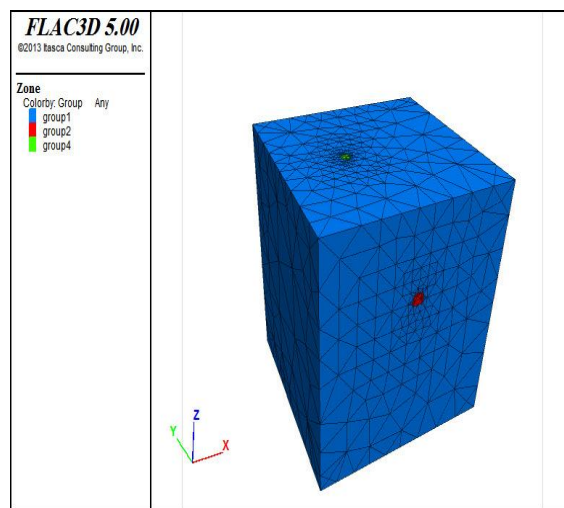 FLAC3D 5.00
©2013 Itasca Consulting Group, Inc.
Zone
Colorby: Group Any
group1
group2
group4
Z
Y
X